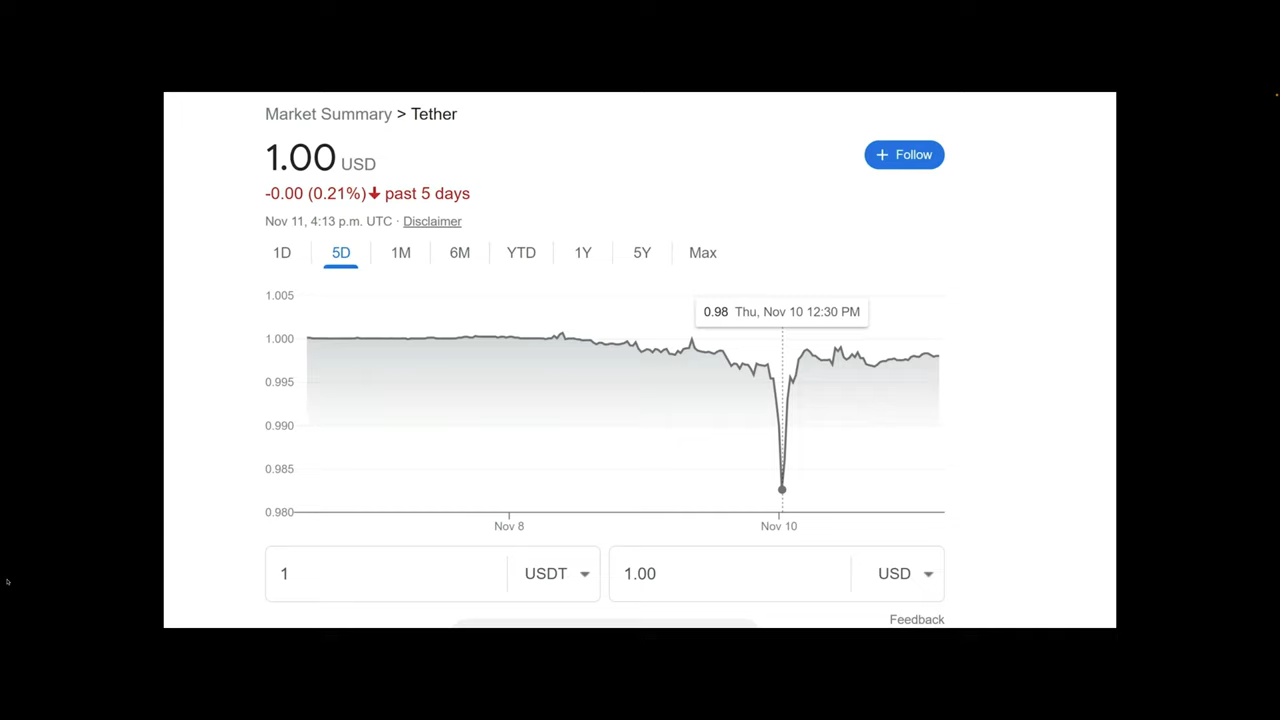 Market Summary > Tether
1.00 USD
+ Follow
-0.00 (0.21%)↓ past 5 days
Nov 11, 4:13 p.m. UTC · Disclaimer
1D 5D 1M 6M YTD 1Y 5Y Max
1.005
0.98 Thu, Nov 10 12:30 PM
1.000
0.995
0.990
0.985
0.980
Nov 8 Nov 10
1 USDT 1.00 USD
Feedback